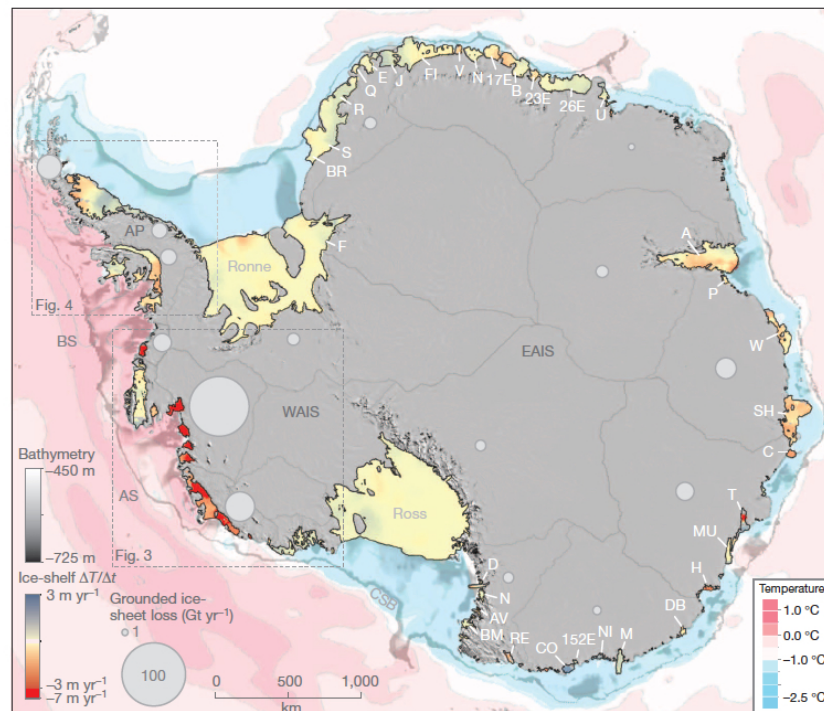 Q
E
J
FI
V
N
17E
B
23E
26E
U
R
S
BR
AP
Ronne
F
A
P
Fig. 4
BS
W
EAIS
WAIS
SH
C
Bathymetry
−450 m
AS
Ross
T
MU
−725 m
Fig. 3
Ice-shelf ΔT/Δt
3 m yr⁻¹
Grounded ice-
sheet loss (Gt yr⁻¹)
1
100
−3 m yr⁻¹
−7 m yr⁻¹
0
500
1,000
km
CSB
D
N
AV
BM
RE
CO
152E
NI
M
H
DB
Temperature
1.0 °C
0.0 °C
−1.0 °C
−2.5 °C